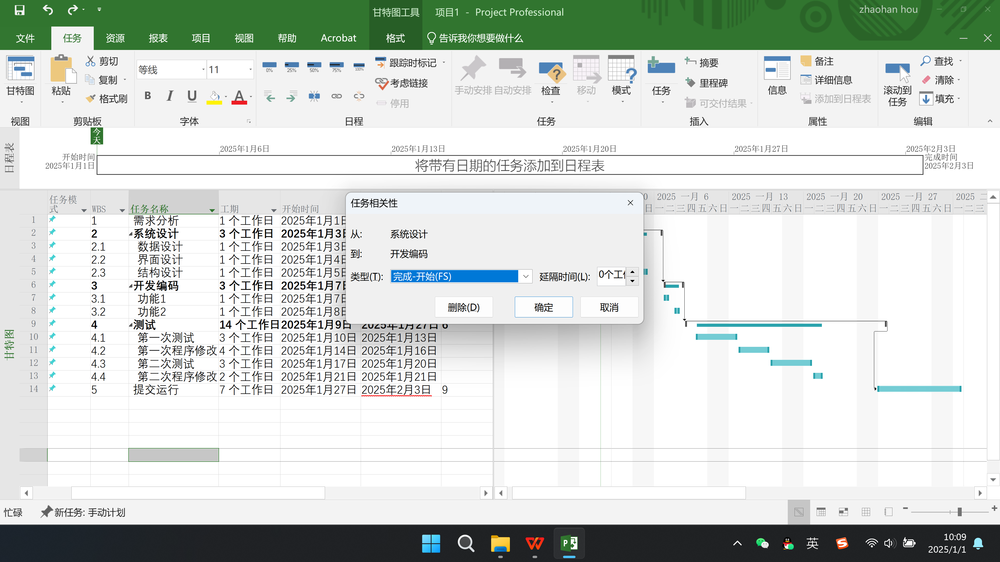 甘特图工具 项目1 - Project Professional zhaohan hou
文件 任务 资源 报表 项目 视图 帮助 Acrobat 格式 告诉我你想要做什么
甘特图
视图
粘贴
剪切
复制
格式刷
剪贴板
等线 11
B I U A
字体
0% 25% 50% 75% 100%
跟踪时标记
考虑链接
停用
日程
手动安排 自动安排 检查 移动 模式
任务
任务
摘要
里程碑
可交付结果
插入
信息
备注
详细信息
添加到日程表
属性
滚动到
任务
查找
清除
填充
编辑
日程表
今天
开始时间
2025年1月1日
2025年1月6日 2025年1月13日 2025年1月20日 2025年1月27日 2025年2月3日
将带有日期的任务添加到日程表
完成时间
2025年2月3日
甘特图
任务模式 WBS 任务名称 工期 开始时间
0 2025 一月 6 2025 一月 13 2025 一月 20 2025 一月 27 2025 二
日 一 二 三 四 五 六 日 一 二 三 四 五 六 日 一 二 三 四 五 六 日 一 二 三 四 五 六 日 一 二 三
1 1 需求分析 1 个工作日 2025年1月1日
2 2 系统设计 3 个工作日 2025年1月3日
3 2.1 数据设计 1 个工作日 2025年1月3日
4 2.2 界面设计 1 个工作日 2025年1月4日
5 2.3 结构设计 1 个工作日 2025年1月5日
6 3 开发编码 3 个工作日 2025年1月7日
7 3.1 功能1 1 个工作日 2025年1月7日
8 3.2 功能2 1 个工作日 2025年1月8日
9 4 测试 14 个工作日 2025年1月9日 2025年1月27日 6
10 4.1 第一次测试 3 个工作日 2025年1月10日 2025年1月13日
11 4.2 第一次程序修改 4 个工作日 2025年1月14日 2025年1月16日
12 4.3 第二次测试 3 个工作日 2025年1月17日 2025年1月20日
13 4.4 第二次程序修改 2 个工作日 2025年1月21日 2025年1月21日
14 5 提交运行 7 个工作日 2025年1月27日 2025年2月3日 9
任务相关性
从: 系统设计
到: 开发编码
类型(T): 完成-开始(FS) 延隔时间(L): 0个工作
删除(D) 确定 取消
忙碌 新任务: 手动计划
英
10:09
2025/1/1